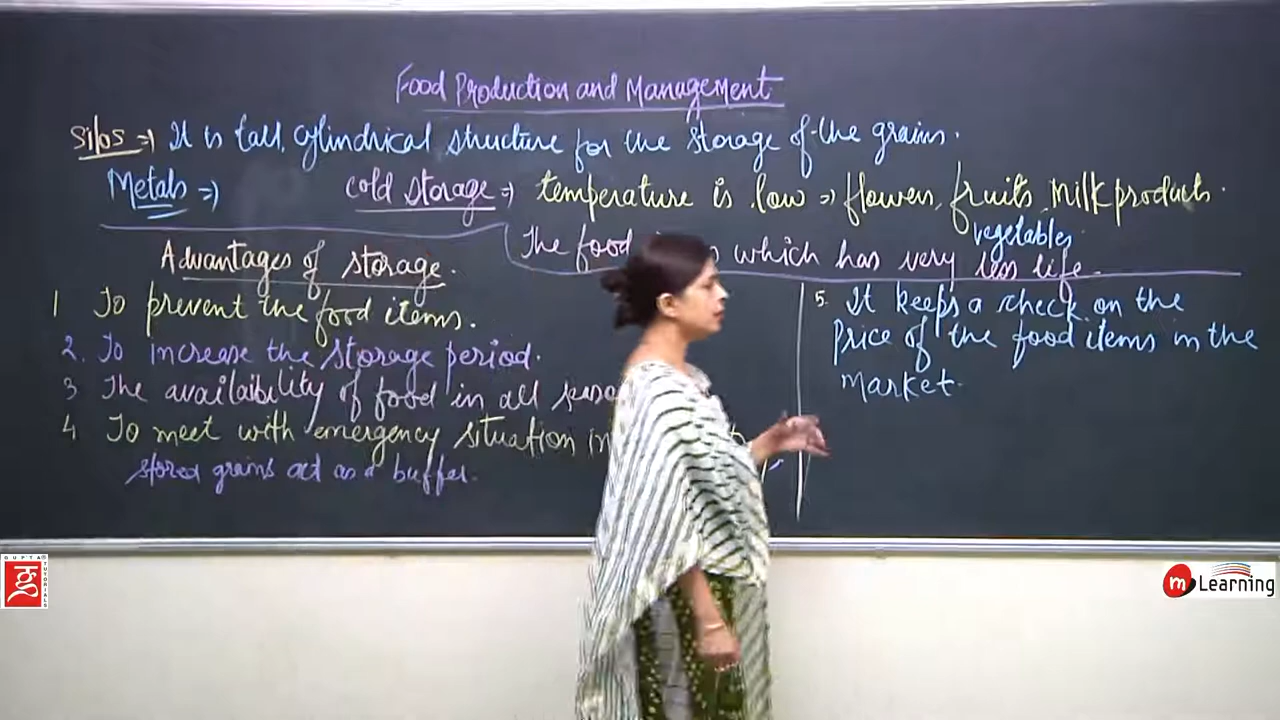 Food Production and Management
Silos => It is tall, cylindrical structure for the storage of the grains.
Metals => cold storage => temperature is low => flowers, fruits, Milk products.
vegetables
The food which has very less life.
Advantages of storage.
1 To prevent the food items.
2. To increase the storage period.
3 The availaibility of food in all
4 To meet with emergency situation in
stored grains act as a buffer.
5. It keeps a check on the
Price of the food items in the
Market.
GUPTA TUTORIALS
m Learning